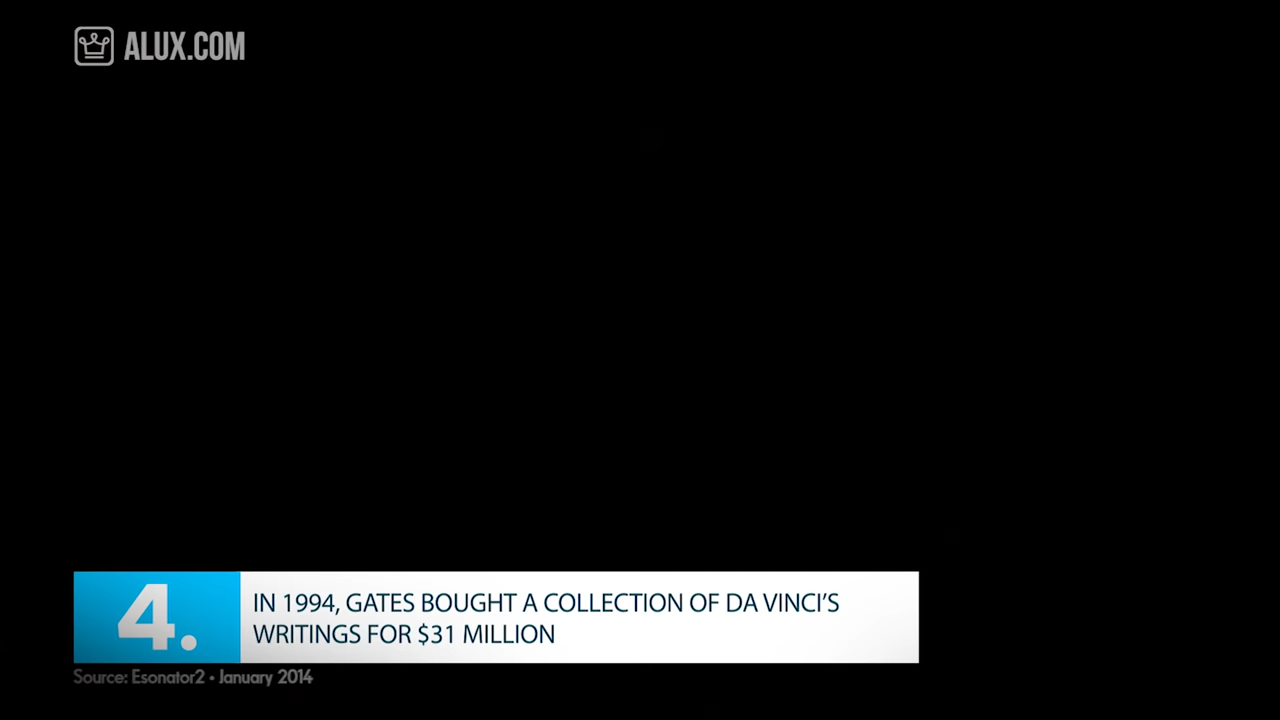 ALUX.COM
4.
IN 1994, GATES BOUGHT A COLLECTION OF DA VINCI'S
WRITINGS FOR $31 MILLION
Source: Esonator2 • January 2014